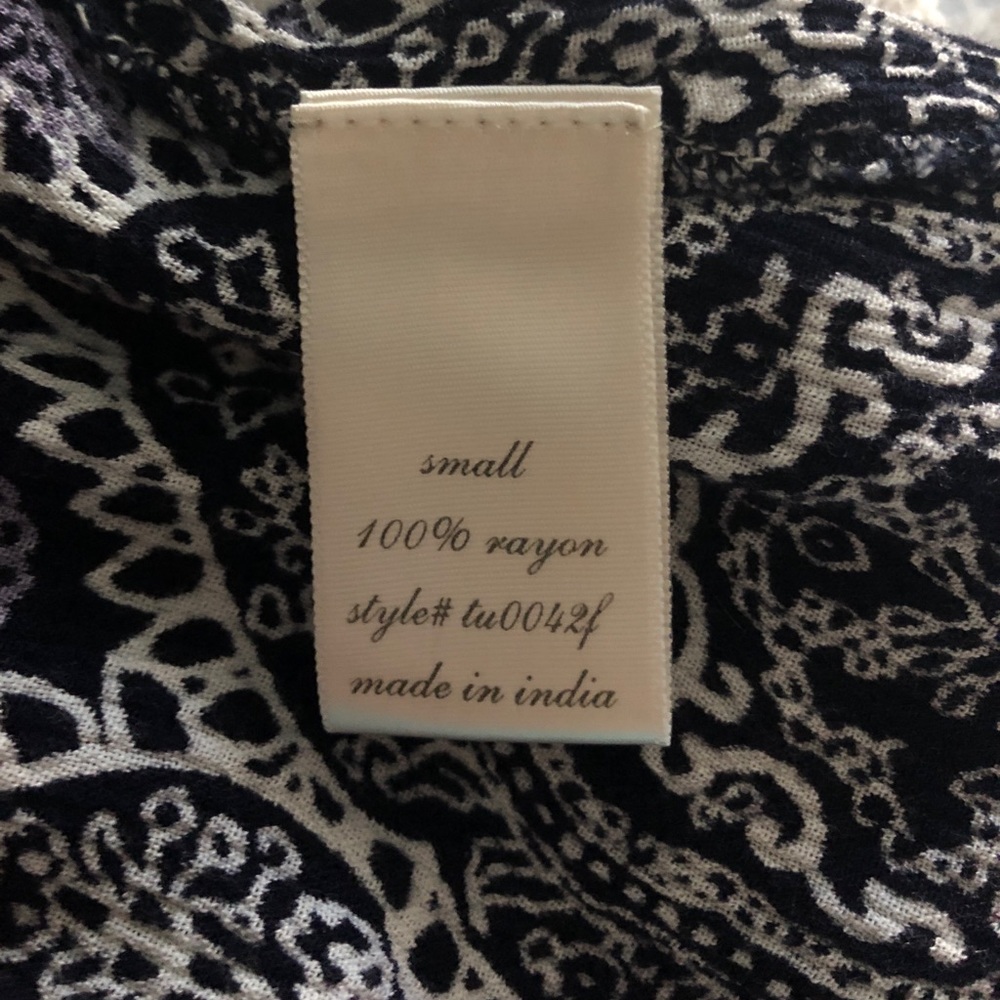 small
100% rayon
style# tu0042f
made in india